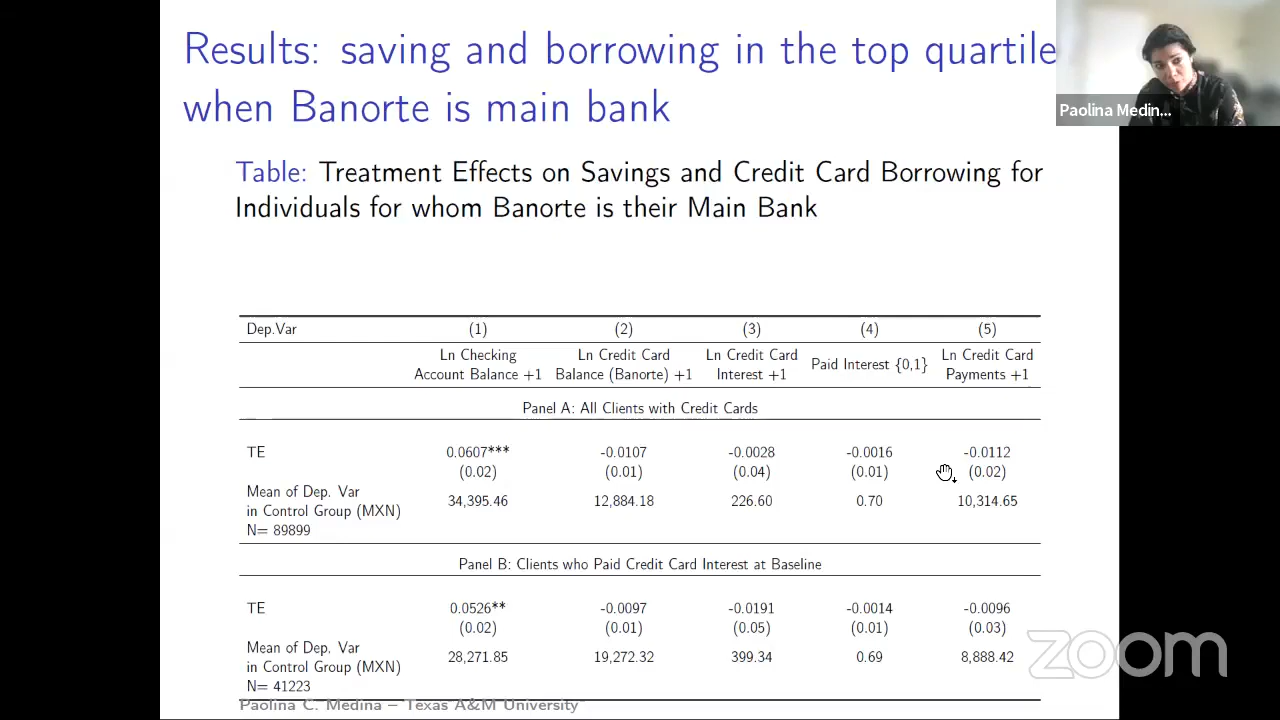 Results: saving and borrowing in the top quartile
when Banorte is main bank
Paolina Medin...
Table: Treatment Effects on Savings and Credit Card Borrowing for
Individuals for whom Banorte is their Main Bank
Dep.Var (1) (2) (3) (4) (5)
Ln Checking Ln Credit Card Ln Credit Card Paid Interest {0,1} Ln Credit Card
Account Balance +1 Balance (Banorte) +1 Interest +1 Payments +1
Panel A: All Clients with Credit Cards
TE 0.0607*** -0.0107 -0.0028 -0.0016 -0.0112
(0.02) (0.01) (0.04) (0.01) (0.02)
Mean of Dep. Var
in Control Group (MXN) 34,395.46 12,884.18 226.60 0.70 10,314.65
N= 89899
Panel B: Clients who Paid Credit Card Interest at Baseline
TE 0.0526** -0.0097 -0.0191 -0.0014 -0.0096
(0.02) (0.01) (0.05) (0.01) (0.03)
Mean of Dep. Var
in Control Group (MXN) 28,271.85 19,272.32 399.34 0.69 8,888.42
N= 41223
zoom
Paolina C. Medina – Texas A&M University